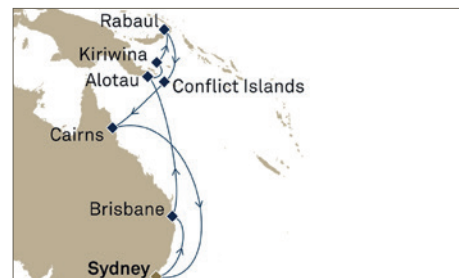 Rabaul
Kiriwina
Alotau
Conflict Islands
Cairns
Brisbane
Sydney